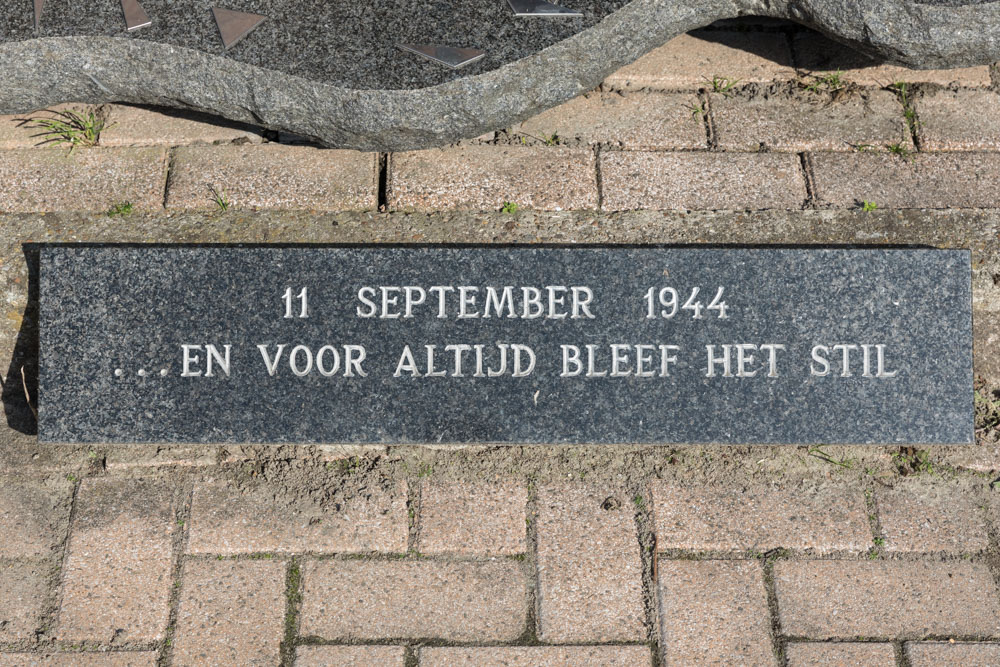 11 SEPTEMBER 1944
...EN VOOR ALTIJD BLEEF HET STIL